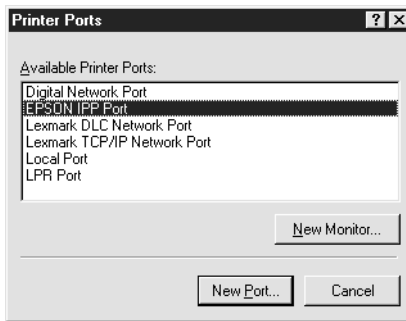 Printer Ports
Available Printer Ports:
Digital Network Port
EPSON IPP Port
Lexmark DLC Network Port
Lexmark TCP/IP Network Port
Local Port
LPR Port
New Monitor...
New Port...
Cancel